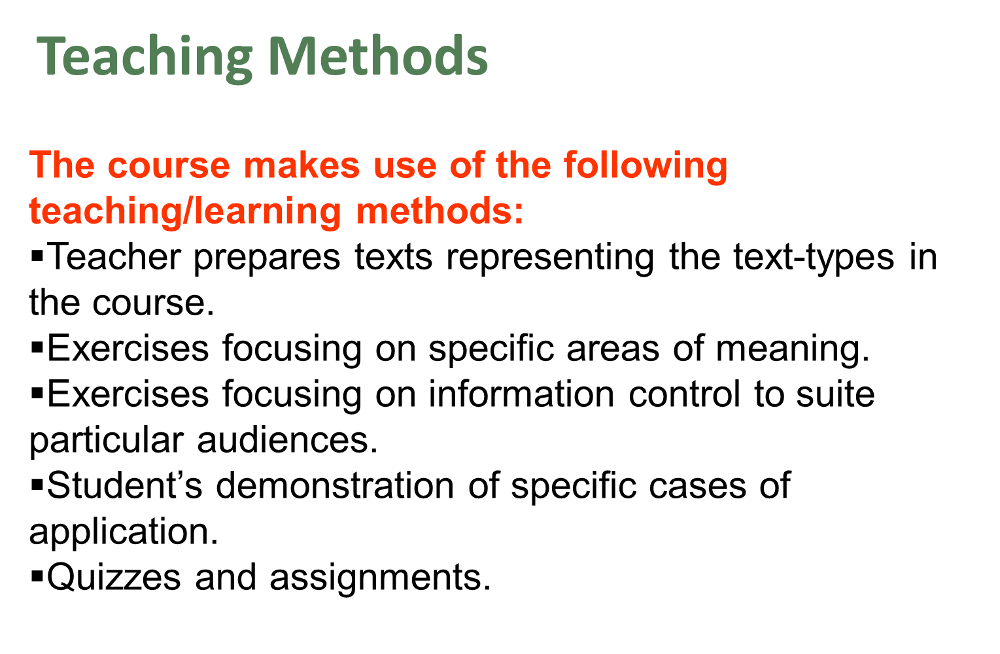 Teaching Methods
The course makes use of the following
teaching/learning methods:
▪Teacher prepares texts representing the text-types in
the course.
▪Exercises focusing on specific areas of meaning.
▪Exercises focusing on information control to suite
particular audiences.
▪Student’s demonstration of specific cases of
application.
▪Quizzes and assignments.